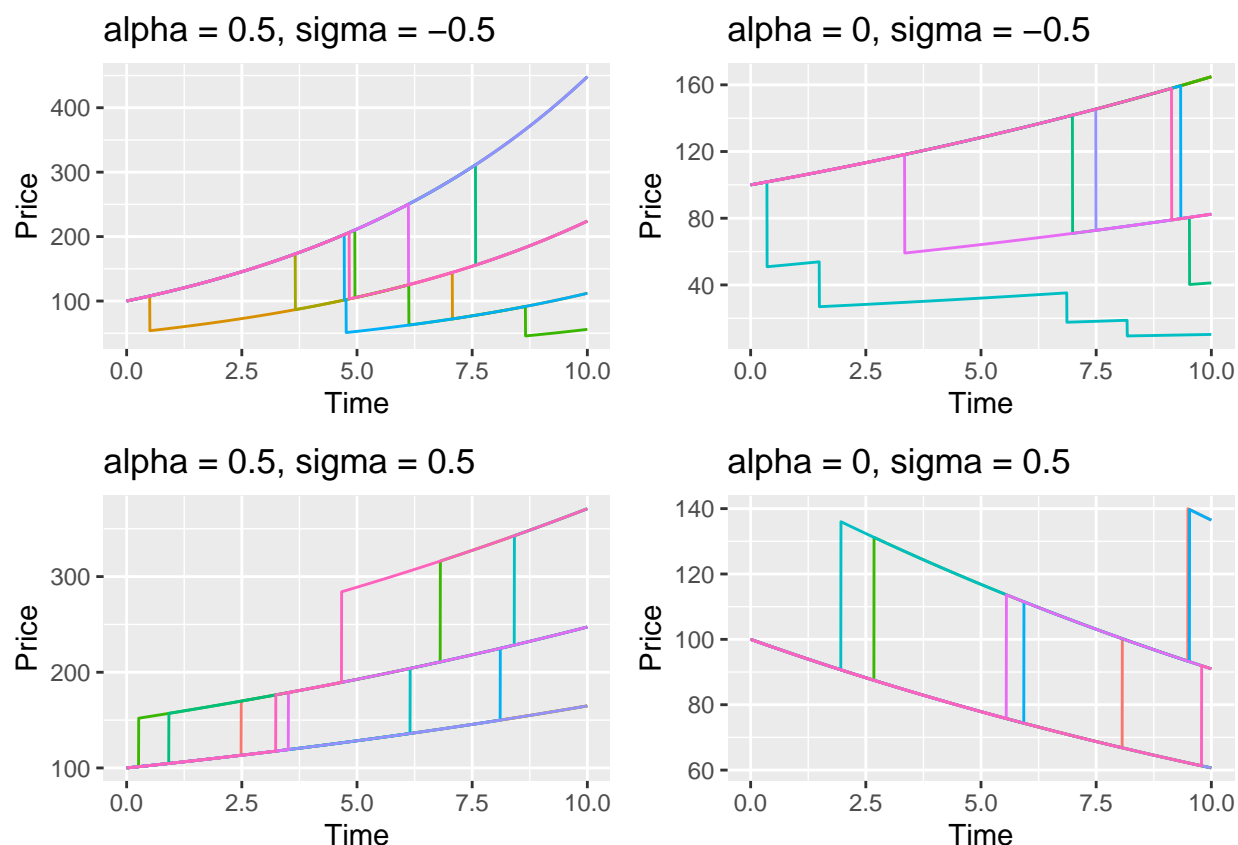 alpha = 0.5, sigma = −0.5
Price
400
300
200
100
0.0 2.5 5.0 7.5 10.0
Time
alpha = 0, sigma = −0.5
Price
160
120
80
40
0.0 2.5 5.0 7.5 10.0
Time
alpha = 0.5, sigma = 0.5
Price
300
200
100
0.0 2.5 5.0 7.5 10.0
Time
alpha = 0, sigma = 0.5
Price
140
120
100
80
60
0.0 2.5 5.0 7.5 10.0
Time